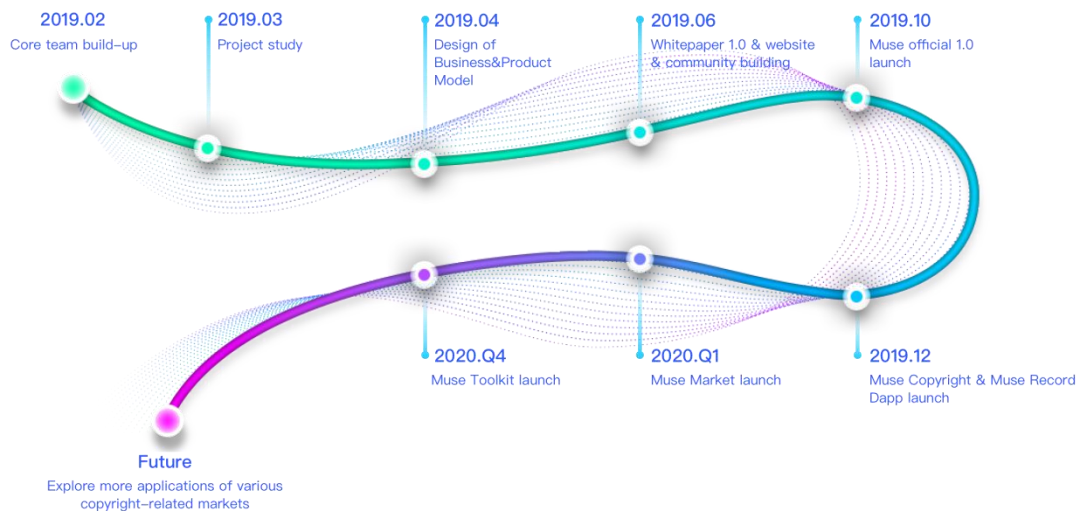 2019.02
Core team build-up
2019.03
Project study
2019.04
Design of
Business&Product
Model
2019.06
Whitepaper 1.0 & website
& community building
2019.10
Muse official 1.0
launch
2019.12
Muse Copyright & Muse Record
Dapp launch
2020.Q1
Muse Market launch
2020.Q4
Muse Toolkit launch
Future
Explore more applications of various
copyright-related markets